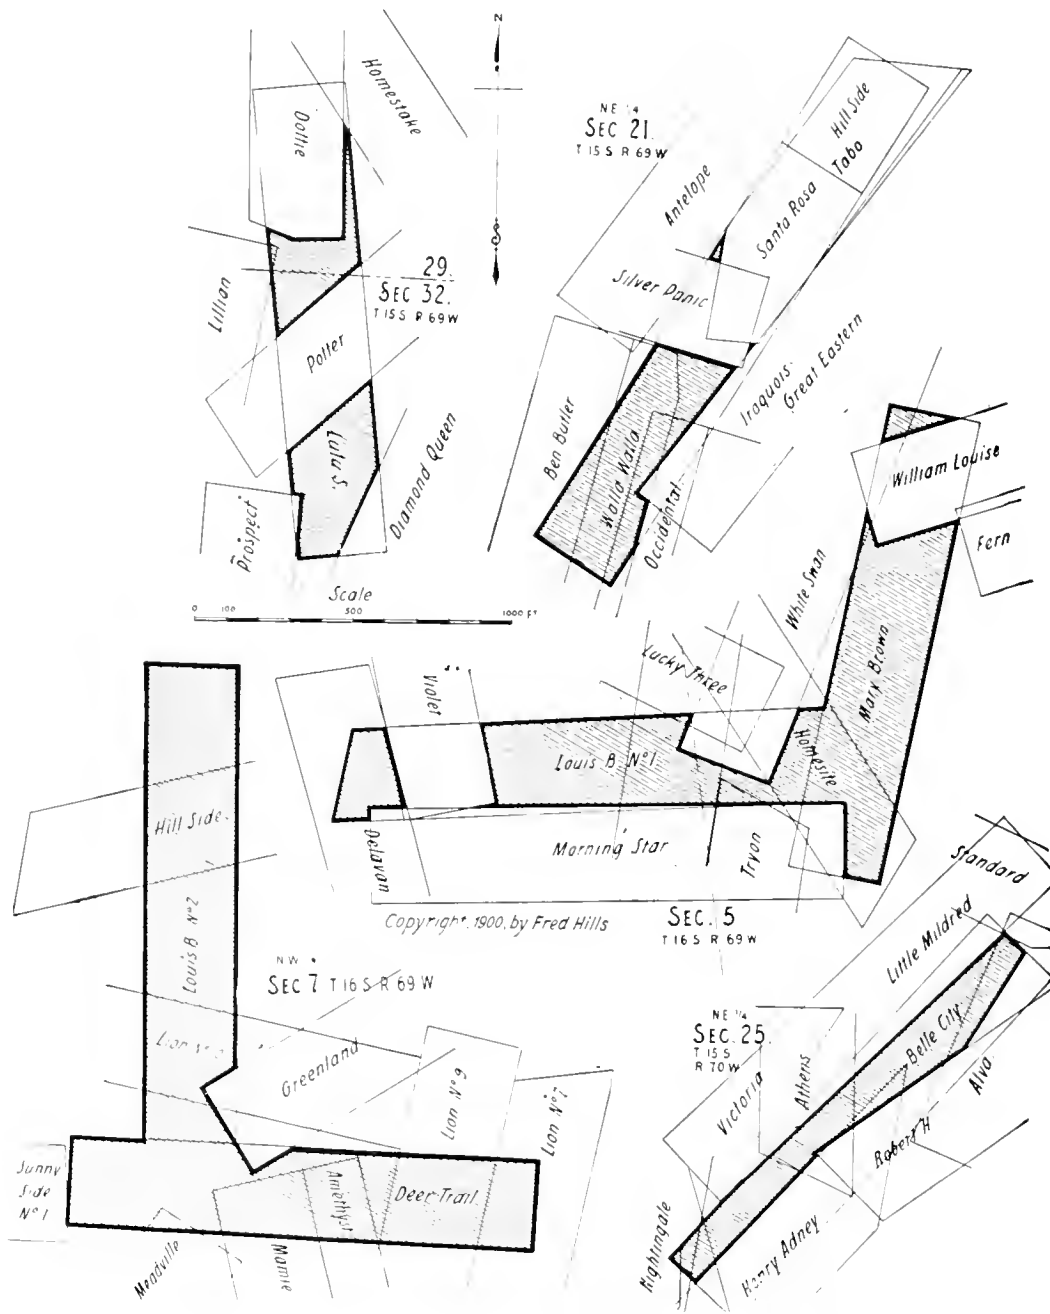 N
Homestake
Dollie
29.
SEC 32.
T 15 S R 69 W
Lillian
Potter
Lulu S.
Diamond Queen
Prospect
S
NE 1/4
SEC 21.
T 15 S R 69 W
Hill Side
Tabo
Santa Rosa
Antelope
Silver Panic
Iraquois
Great Eastern
Ben Butler
Walla Walla
Occidental
Scale
0 100 500 1000 FT
William Louise
Fern
White Swan
Lucky Three
Mark Brown
Homesite
Violet
Louis B. No 1
Delavan
Morning Star
Tryon
Copyright, 1900, by Fred Hills
SEC. 5
T 16 S R 69 W
Hill Side
Louis B No 2
NW
SEC 7 T 16 S R 69 W
Greenland
Lion No 9
Lion No 7
Sunny
Side
No 1
Deer Trail
Amethyst
Mamie
Meadville
Standard
Little Mildred
NE 1/4
SEC. 25.
T 15 S
R 70 W
Belle City
Victoria
Athens
Alva
Robert H
Nightingale
Henry Adney